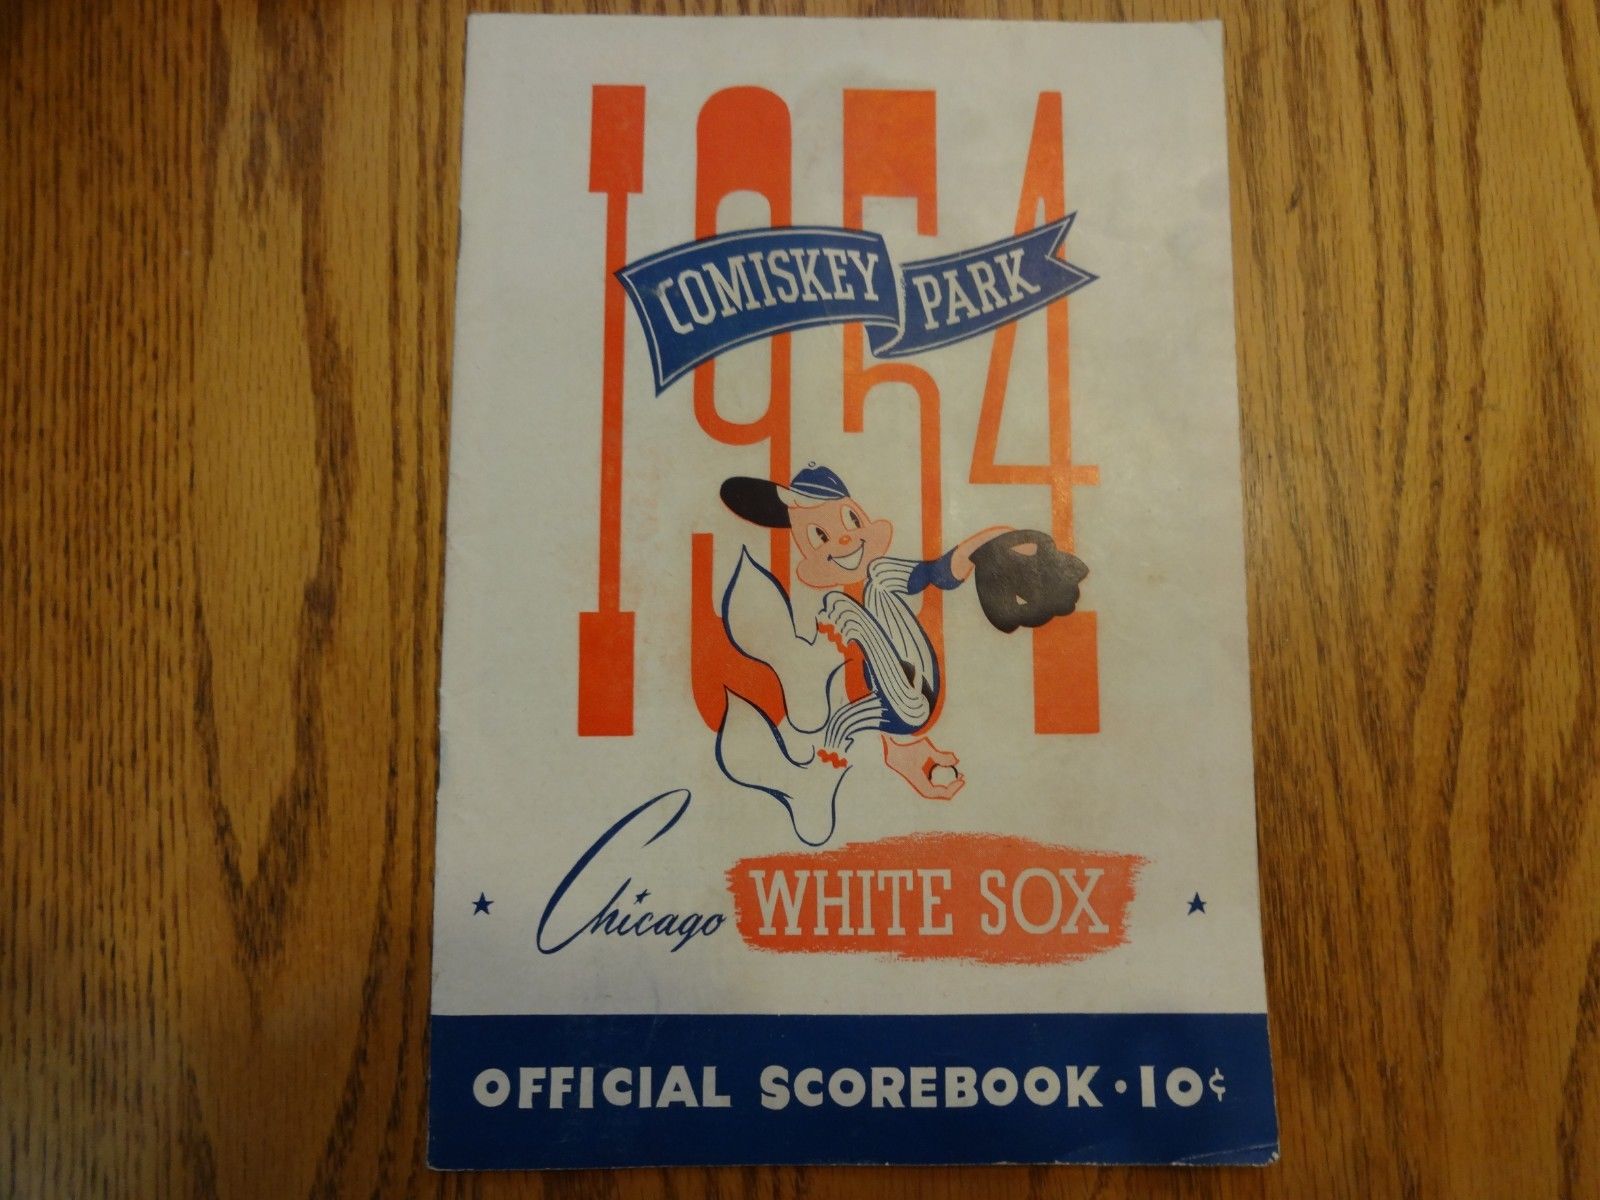 1954
COMISKEY PARK
Chicago WHITE SOX
OFFICIAL SCOREBOOK • 10¢